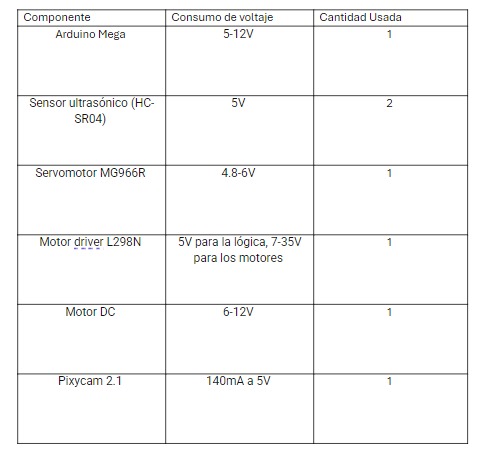 Componente Consumo de voltaje Cantidad Usada
Arduino Mega 5-12V 1
Sensor ultrasónico (HC- 5V 2
SR04)
Servomotor MG966R 4.8-6V 1
Motor driver L298N 5V para la lógica, 7-35V 1
para los motores
Motor DC 6-12V 1
Pixycam 2.1 140mA a 5V 1